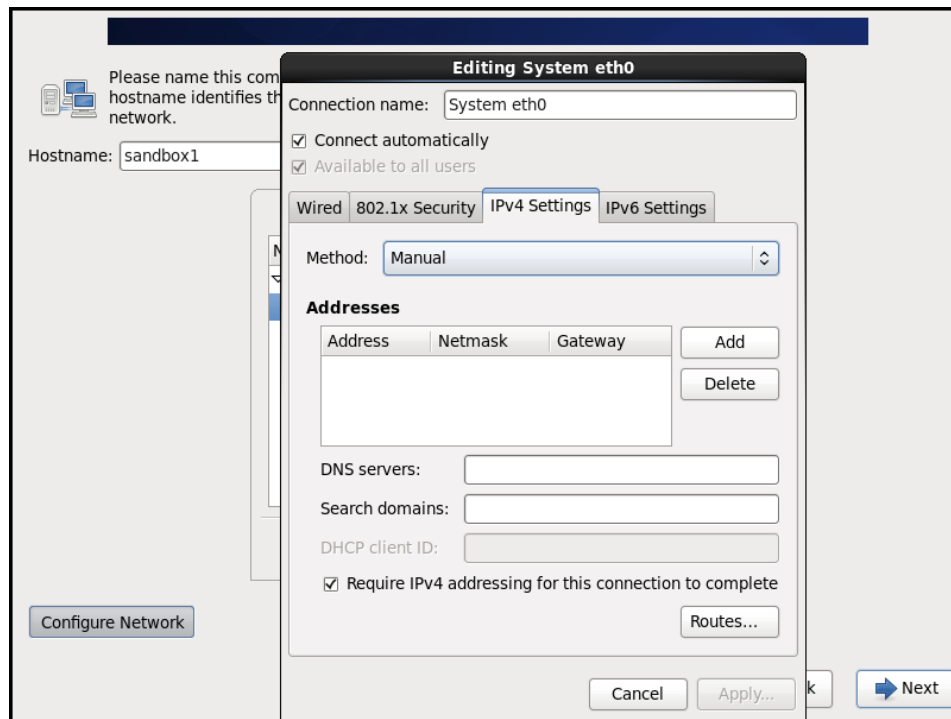 Editing System eth0
Please name this com
hostname identifies th
network.
Hostname: sandbox1
Connection name: System eth0
Connect automatically
Available to all users
Wired 802.1x Security IPv4 Settings IPv6 Settings
Method: Manual
Addresses
Address Netmask Gateway
Add
Delete
DNS servers:
Search domains:
DHCP client ID:
Require IPv4 addressing for this connection to complete
Routes...
Configure Network
Cancel Apply...
k Next